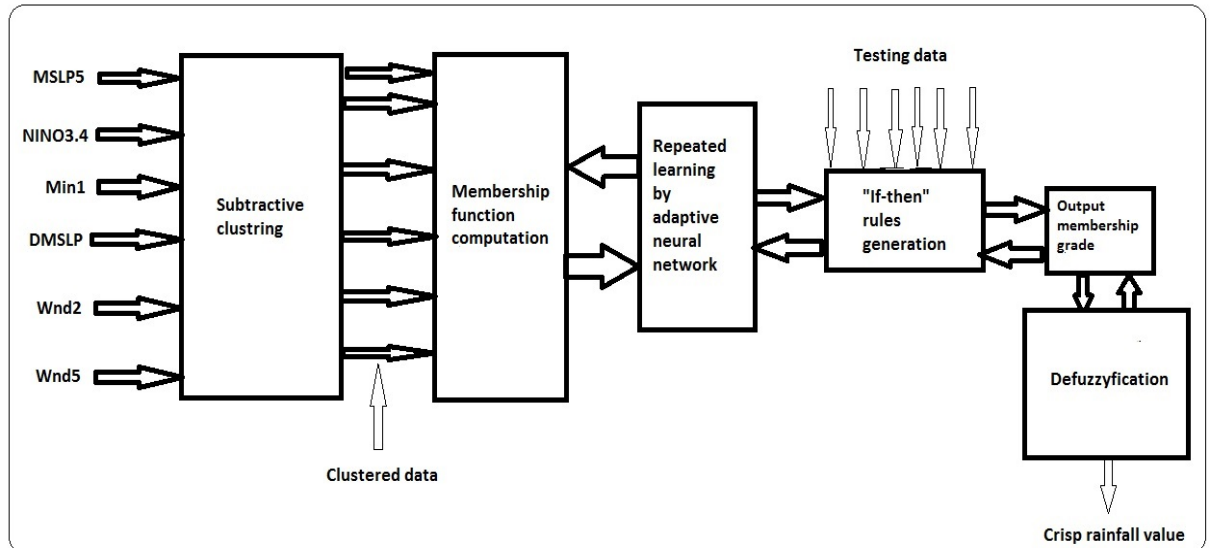 MSLP5
NINO3.4
Min1
DMSLP
Wnd2
Wnd5
Subtractive
clustring
Clustered data
Membership
function
computation
Repeated
learning
by
adaptive
neural
network
Testing data
"If-then"
rules
generation
Output
membership
grade
Defuzzyfication
Crisp rainfall value